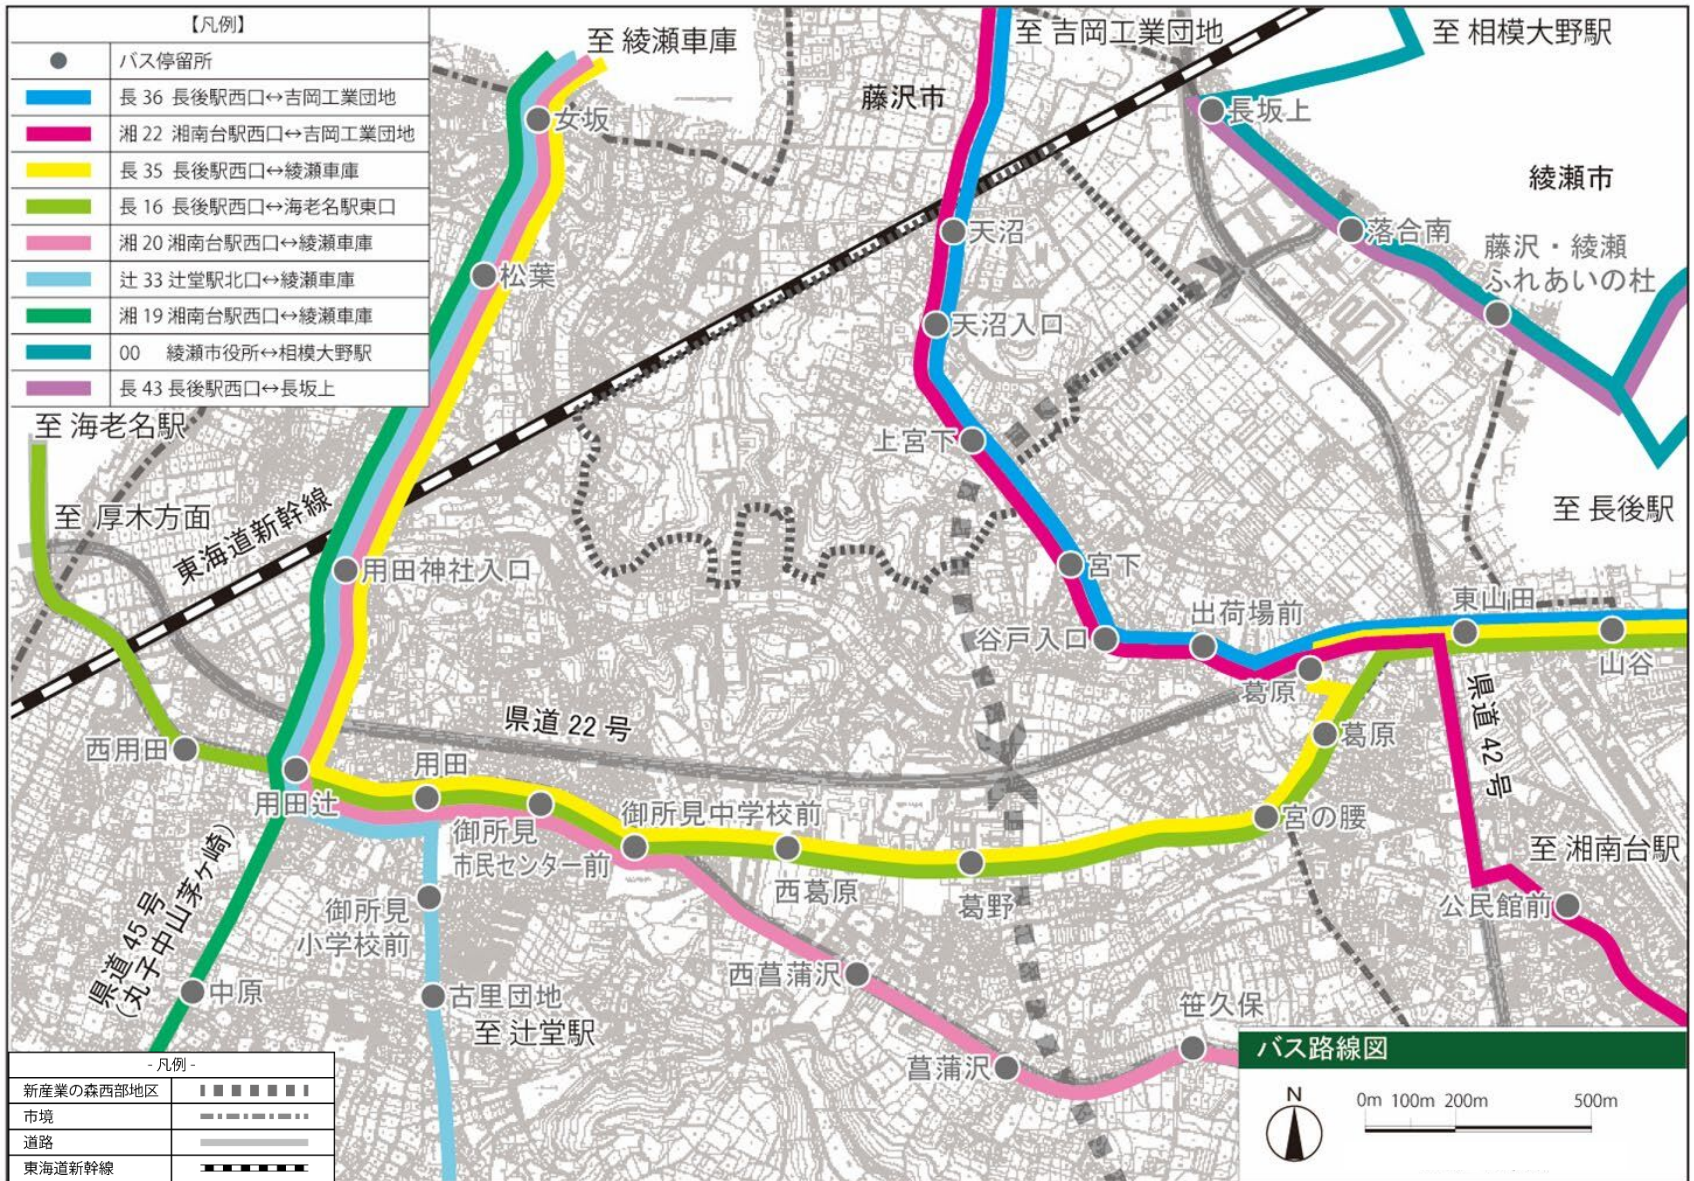 【凡例】
バス停留所
長 36 長後駅西口↔吉岡工業団地
湘 22 湘南台駅西口↔吉岡工業団地
長 35 長後駅西口↔綾瀬車庫
長 16 長後駅西口↔海老名駅東口
湘 20 湘南台駅西口↔綾瀬車庫
辻 33 辻堂駅北口↔綾瀬車庫
湘 19 湘南台駅西口↔綾瀬車庫
00 綾瀬市役所↔相模大野駅
長 43 長後駅西口↔長坂上
至 綾瀬車庫
至 吉岡工業団地
至 相模大野駅
藤沢市
女坂
長坂上
綾瀬市
天沼
落合南
藤沢・綾瀬
ふれあいの杜
松葉
天沼入口
至 海老名駅
上宮下
至 厚木方面
東海道新幹線
至 長後駅
用田神社入口
宮下
出荷場前
東山田
谷戸入口
山谷
葛原
県道 22 号
県道 42 号
西用田
葛原
用田
用田辻
御所見
市民センター前
御所見中学校前
宮の腰
西葛原
葛野
至 湘南台駅
公民館前
県道 45 号
(丸子中山茅ケ崎)
御所見
小学校前
中原
古里団地
至 辻堂駅
西菖蒲沢
菖蒲沢
笹久保
- 凡例 -
新産業の森西部地区
市境
道路
東海道新幹線
バス路線図
N
0m 100m 200m 500m